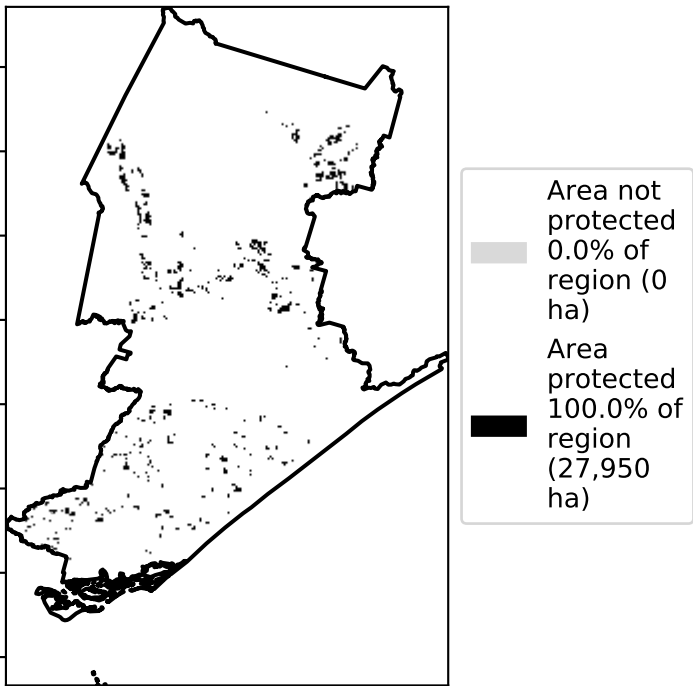 Area not
protected
0.0% of
region (0
ha)
Area
protected
100.0% of
region
(27,950
ha)